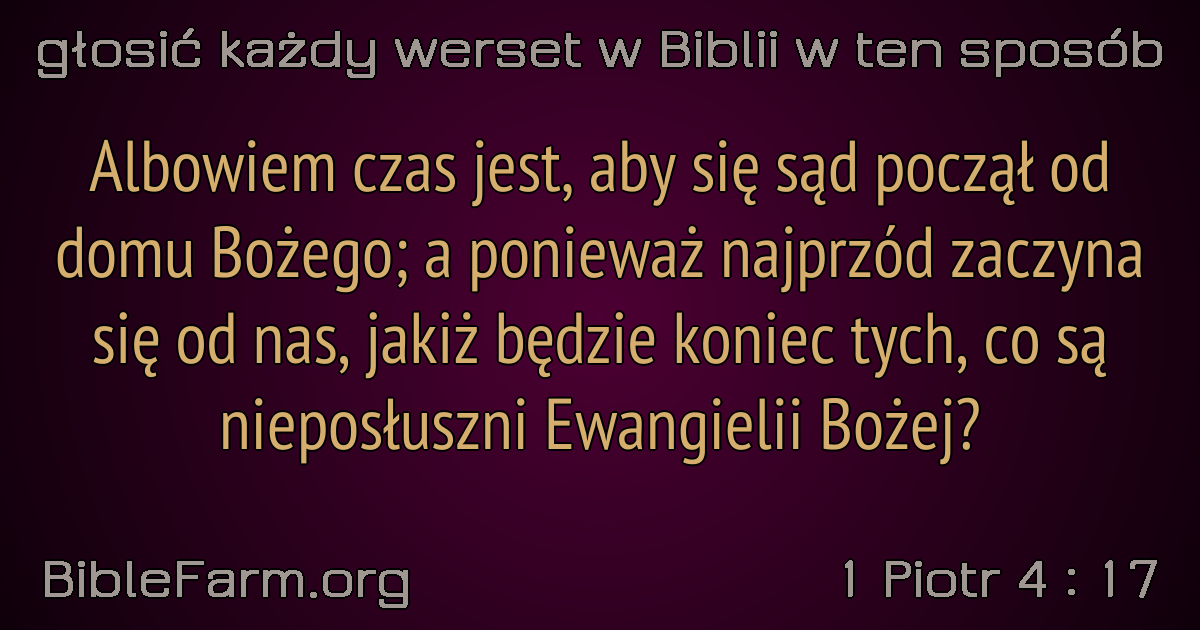 głosić każdy werset w Biblii w ten sposób
Albowiem czas jest, aby się sąd począł od
domu Bożego; a ponieważ najprzód zaczyna
się od nas, jakiż będzie koniec tych, co są
nieposłuszni Ewangielii Bożej?
BibleFarm.org
1 Piotr 4 : 17